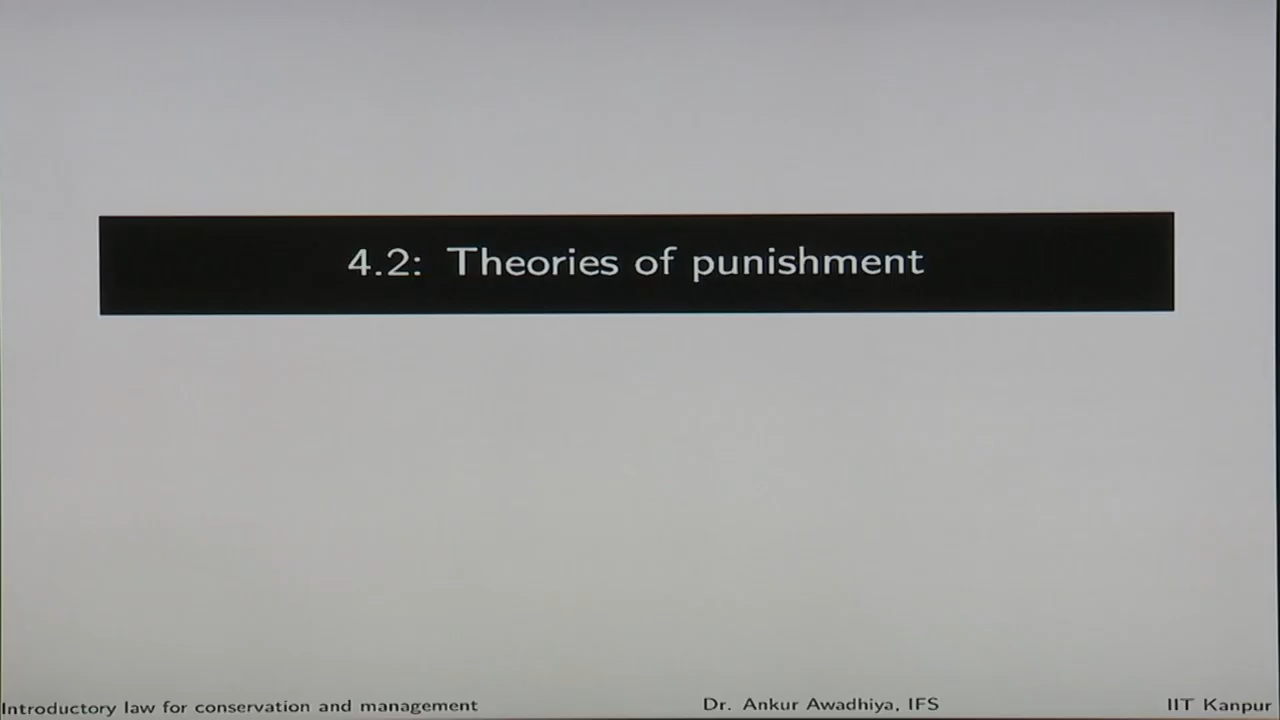 4.2: Theories of punishment
Introductory law for conservation and management Dr. Ankur Awadhiya, IFS IIT Kanpur